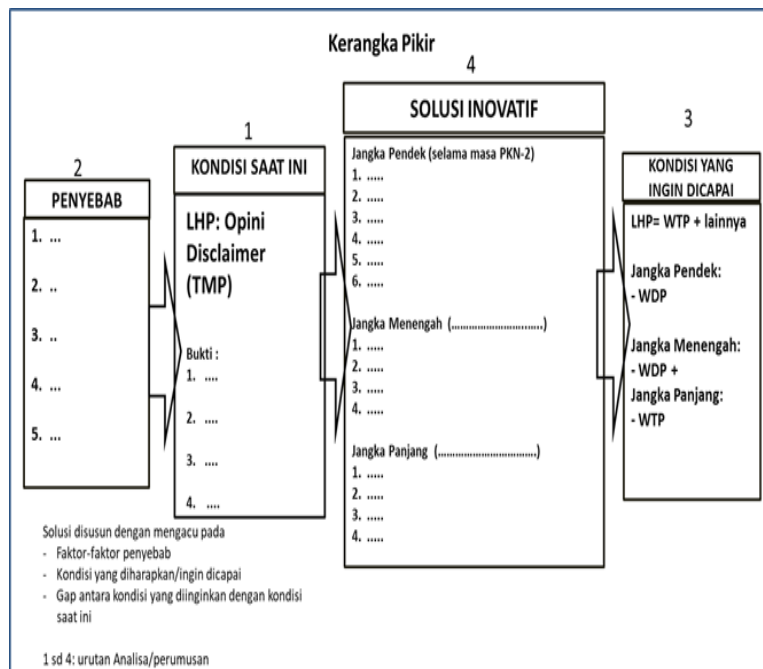 Kerangka Pikir
2
PENYEBAB
1. ...
2. ..
3. ..
4. ...
5. ...
1
KONDISI SAAT INI
LHP: Opini
Disclaimer
(TMP)
Bukti :
1. ....
2. ....
3. ....
4. ....
4
SOLUSI INOVATIF
Jangka Pendek (selama masa PKN-2)
1. .....
2. .....
3. .....
4. .....
5. .....
6. .....
Jangka Menengah (............................)
1. .....
2. .....
3. .....
4. .....
Jangka Panjang (.................................)
1. .....
2. .....
3. .....
4. .....
3
KONDISI YANG
INGIN DICAPAI
LHP= WTP + lainnya
Jangka Pendek:
- WDP
Jangka Menengah:
- WDP +
Jangka Panjang:
- WTP
Solusi disusun dengan mengacu pada
- Faktor-faktor penyebab
- Kondisi yang diharapkan/ingin dicapai
- Gap antara kondisi yang diinginkan dengan kondisi
saat ini
1 sd 4: urutan Analisa/perumusan